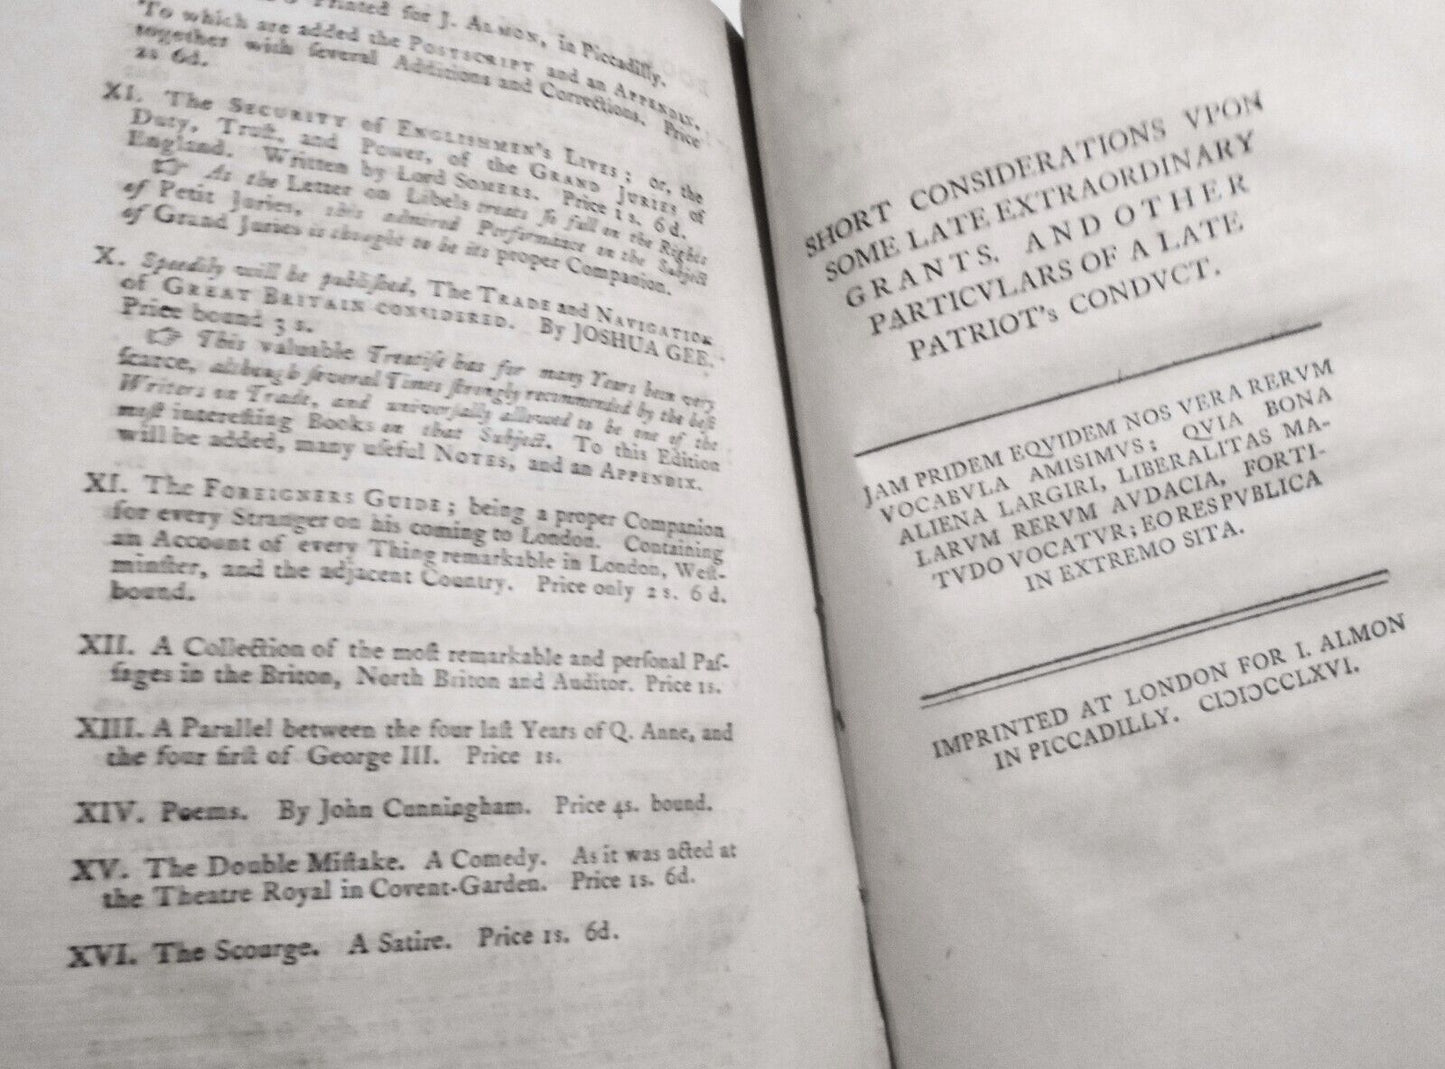 Printed for J. ALMON, in Piccadilly.
To which are added the POSTSCRIPT and an APPENDIX,
together with ſeveral Additions and Corrections. Price
2s 6d.
XI. The SECURITY of ENGLISHMEN's LIVES; or, the
Duty, Truſt, and Power, of the GRAND JURIES of
England. Written by Lord SOMERS. Price 1 s. 6 d.
☞ As the Letter on Libels treats ſo full on the Rights
of Petit Juries, this admired Performance on the Subject
of Grand Juries is thought to be its proper Companion.
X. Speedily will be publiſhed, The TRADE and NAVIGATION
of GREAT BRITAIN CONSIDERED. By JOSHUA GEE.
Price bound 3 s.
☞ This valuable Treatiſe has for many Years been very
ſcarce, although ſeveral Times ſtrongly recommended by the beſt
Writers on Trade, and univerſally allowed to be one of the
moſt intereſting Books on that Subject. To this Edition
will be added, many uſeful NOTES, and an APPENDIX.
XI. The FOREIGNERS GUIDE; being a proper Companion
for every Stranger on his coming to London. Containing
an Account of every Thing remarkable in London, Weſt-
minſter, and the adjacent Country. Price only 2 s. 6 d.
bound.
XII. A Collection of the moſt remarkable and perſonal Paſ-
ſages in the Briton, North Briton and Auditor. Price 1s.
XIII. A Parallel between the four laſt Years of Q. Anne, and
the four firſt of George III. Price 1s.
XIV. Poems. By John Cunningham. Price 4s. bound.
XV. The Double Miſtake. A Comedy. As it was acted at
the Theatre Royal in Covent-Garden. Price 1s. 6d.
XVI. The Scourge. A Satire. Price 1s. 6d.
SHORT CONSIDERATIONS VPON
SOME LATE EXTRAORDINARY
GRANTS, AND OTHER
PARTICVLARS OF A LATE
PATRIOT's CONDVCT.
JAM PRIDEM EQVIDEM NOS VERA RERVM
VOCABVLA AMISIMVS; QVIA BONA
ALIENA LARGIRI, LIBERALITAS MA-
LARVM RERVM AVDACIA, FORTI-
TVDO VOCATVR; EO RESPVBLICA
IN EXTREMO SITA.
IMPRINTED AT LONDON FOR I. ALMON
IN PICCADILLY. CIƆIƆCCLXVI.